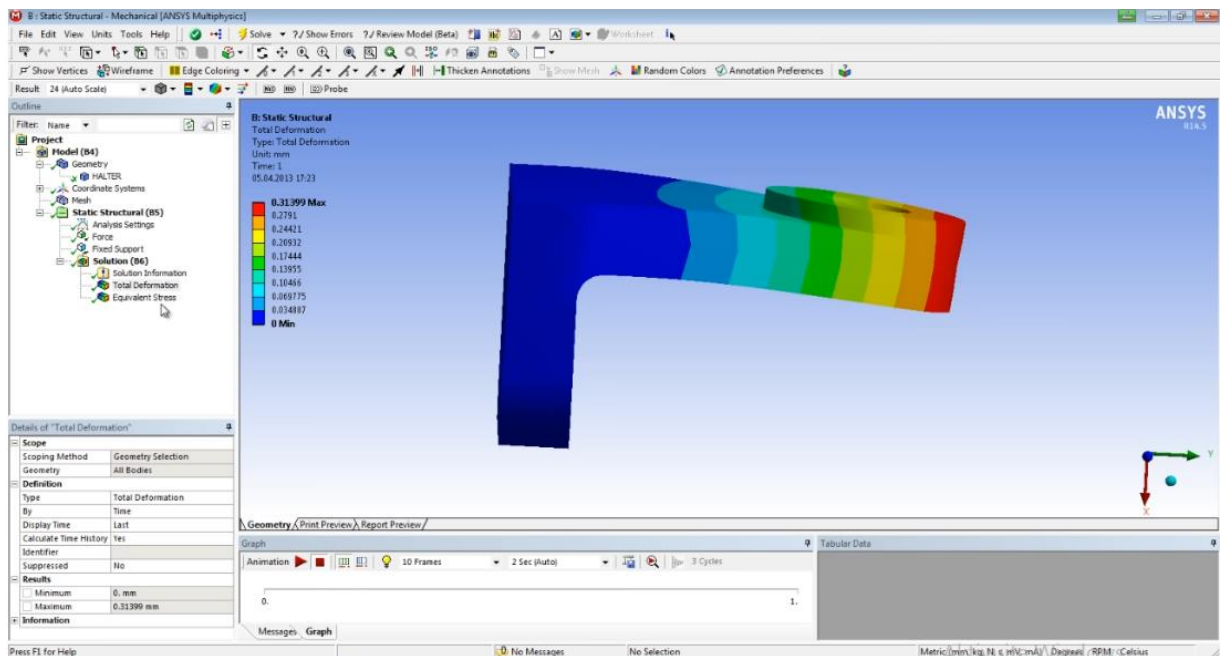 B : Static Structural - Mechanical [ANSYS Multiphysics]
File Edit View Units Tools Help Solve ?/ Show Errors ?/ Review Model (Beta) A Worksheet
Show Vertices Wireframe Edge Coloring Thicken Annotations Show Mesh Random Colors Annotation Preferences
Result 24 (Auto Scale) Probe
Outline
Filter: Name
Project
Model (B4)
Geometry
HALTER
Coordinate Systems
Mesh
Static Structural (B5)
Analysis Settings
Force
Fixed Support
Solution (B6)
Solution Information
Total Deformation
Equivalent Stress
B: Static Structural
Total Deformation
Type: Total Deformation
Unit: mm
Time: 1
05.04.2013 17:23
0.31399 Max
0.2791
0.24421
0.20932
0.17444
0.13955
0.10466
0.069775
0.034887
0 Min
ANSYS
R14.5
Y
X
Details of "Total Deformation"
Scope
Scoping Method Geometry Selection
Geometry All Bodies
Definition
Type Total Deformation
By Time
Display Time Last
Calculate Time History Yes
Identifier
Suppressed No
Results
Minimum 0. mm
Maximum 0.31399 mm
Information
Geometry Print Preview Report Preview
Graph
Animation 10 Frames 2 Sec (Auto) 3 Cycles
0. 1.
Messages Graph
Tabular Data
Press F1 for Help No Messages No Selection Metric (mm, kg, N, s, mV, mA) Degrees RPM Celsius